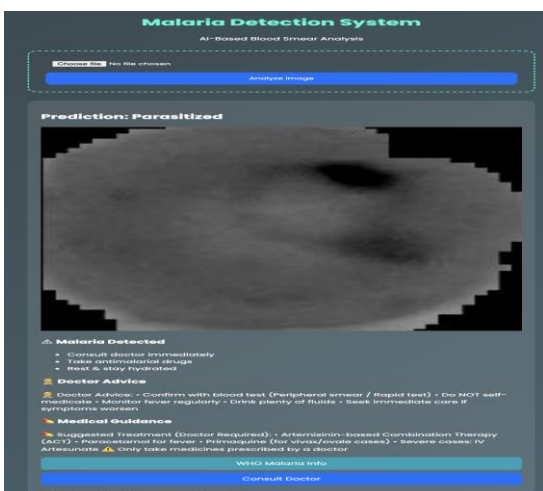 Malaria Detection System
AI-Based Blood Smear Analysis
Choose file No file chosen
Analyze Image
Prediction: Parasitized
⚠ Malaria Detected
• Consult doctor immediately
• Take antimalarial drugs
• Rest & stay hydrated
Doctor Advice
Doctor Advice: • Confirm with blood test (Peripheral smear / Rapid test) • Do NOT self-
medicate • Monitor fever regularly • Drink plenty of fluids • Seek immediate care if
symptoms worsen
Medical Guidance
Suggested Treatment (Doctor Required): • Artemisinin-based Combination Therapy
(ACT) • Paracetamol for fever • Primaquine (for vivax/ovale cases) • Severe cases: IV
Artesunate ⚠ Only take medicines prescribed by a doctor
WHO Malaria Info
Consult Doctor